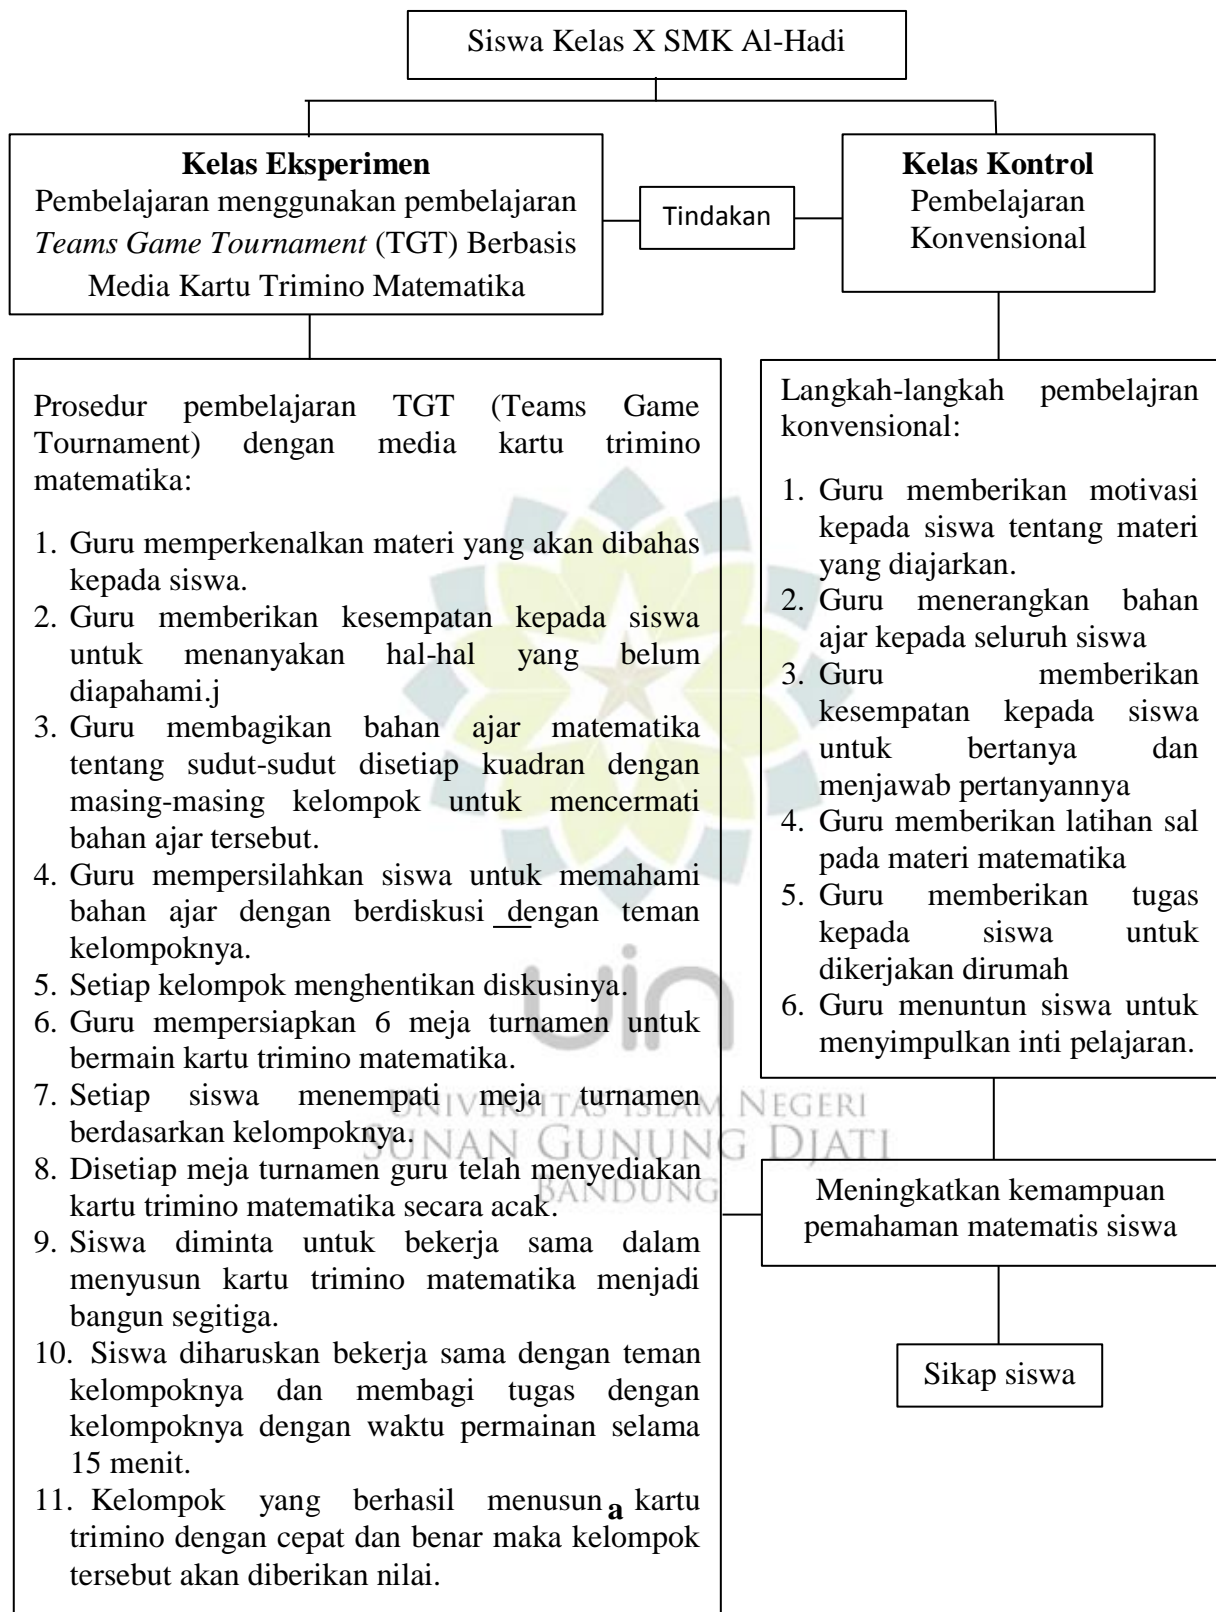 Siswa Kelas X SMK Al-Hadi
Kelas Eksperimen
Pembelajaran menggunakan pembelajaran
Teams Game Tournament (TGT) Berbasis
Media Kartu Trimino Matematika
Tindakan
Kelas Kontrol
Pembelajaran
Konvensional
Prosedur pembelajaran TGT (Teams Game
Tournament) dengan media kartu trimino
matematika:
1. Guru memperkenalkan materi yang akan dibahas
kepada siswa.
2. Guru memberikan kesempatan kepada siswa
untuk menanyakan hal-hal yang belum
diapahami.j
3. Guru membagikan bahan ajar matematika
tentang sudut-sudut disetiap kuadran dengan
masing-masing kelompok untuk mencermati
bahan ajar tersebut.
4. Guru mempersilahkan siswa untuk memahami
bahan ajar dengan berdiskusi dengan teman
kelompoknya.
5. Setiap kelompok menghentikan diskusinya.
6. Guru mempersiapkan 6 meja turnamen untuk
bermain kartu trimino matematika.
7. Setiap siswa menempati meja turnamen
berdasarkan kelompoknya.
8. Disetiap meja turnamen guru telah menyediakan
kartu trimino matematika secara acak.
9. Siswa diminta untuk bekerja sama dalam
menyusun kartu trimino matematika menjadi
bangun segitiga.
10. Siswa diharuskan bekerja sama dengan teman
kelompoknya dan membagi tugas dengan
kelompoknya dengan waktu permainan selama
15 menit.
11. Kelompok yang berhasil menusun a kartu
trimino dengan cepat dan benar maka kelompok
tersebut akan diberikan nilai.
Langkah-langkah pembelajran
konvensional:
1. Guru memberikan motivasi
kepada siswa tentang materi
yang diajarkan.
2. Guru menerangkan bahan
ajar kepada seluruh siswa
3. Guru memberikan
kesempatan kepada siswa
untuk bertanya dan
menjawab pertanyannya
4. Guru memberikan latihan sal
pada materi matematika
5. Guru memberikan tugas
kepada siswa untuk
dikerjakan dirumah
6. Guru menuntun siswa untuk
menyimpulkan inti pelajaran.
Meningkatkan kemampuan
pemahaman matematis siswa
Sikap siswa
uin
UNIVERSITAS ISLAM NEGERI
SUNAN GUNUNG DJATI
BANDUNG